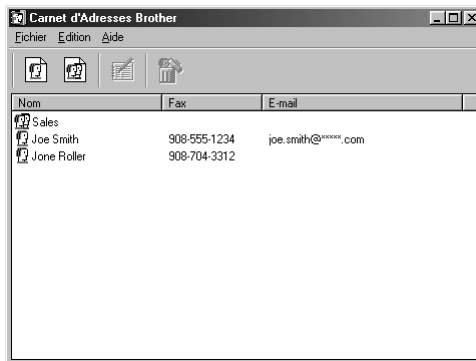 Carnet d'Adresses Brother
Fichier Edition Aide
Nom Fax E-mail
Sales
Joe Smith 908-555-1234 joe.smith@*****.com
Jone Roller 908-704-3312